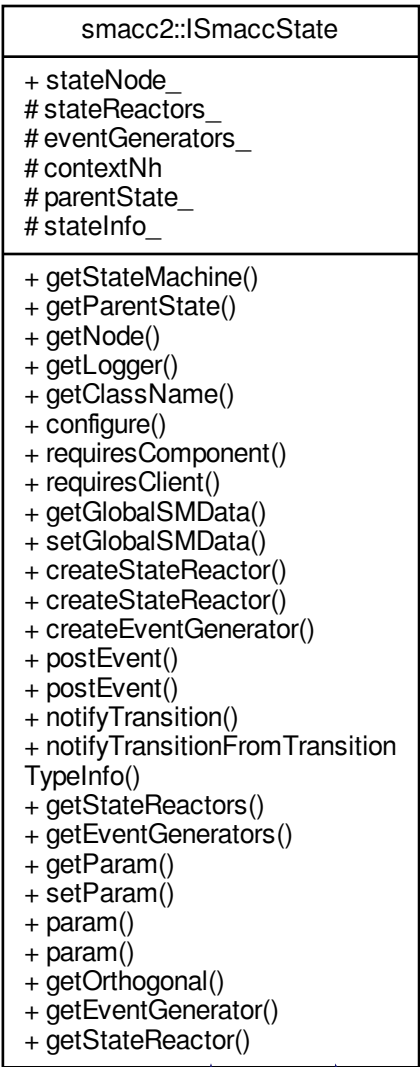 smacc2::ISmaccState
+ stateNode_
# stateReactors_
# eventGenerators_
# contextNh
# parentState_
# stateInfo_
+ getStateMachine()
+ getParentState()
+ getNode()
+ getLogger()
+ getClassName()
+ configure()
+ requiresComponent()
+ requiresClient()
+ getGlobalSMData()
+ setGlobalSMData()
+ createStateReactor()
+ createStateReactor()
+ createEventGenerator()
+ postEvent()
+ postEvent()
+ notifyTransition()
+ notifyTransitionFromTransition
TypeInfo()
+ getStateReactors()
+ getEventGenerators()
+ getParam()
+ setParam()
+ param()
+ param()
+ getOrthogonal()
+ getEventGenerator()
+ getStateReactor()